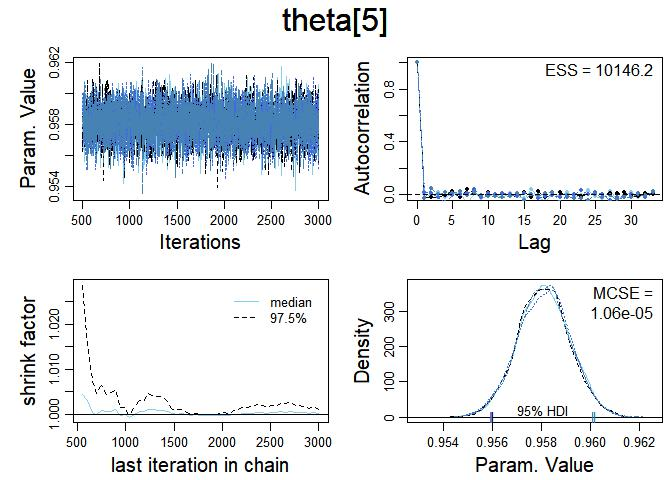 theta[5]
Param. Value
0.954 0.958 0.962
500 1000 1500 2000 2500 3000
Iterations
Autocorrelation
0.0 0.4 0.8
ESS = 10146.2
0 5 10 15 20 25 30
Lag
shrink factor
1.000 1.010 1.020
median
97.5%
500 1000 1500 2000 2500 3000
last iteration in chain
Density
0 100 200 300
MCSE =
1.06e-05
95% HDI
0.954 0.956 0.958 0.960 0.962
Param. Value